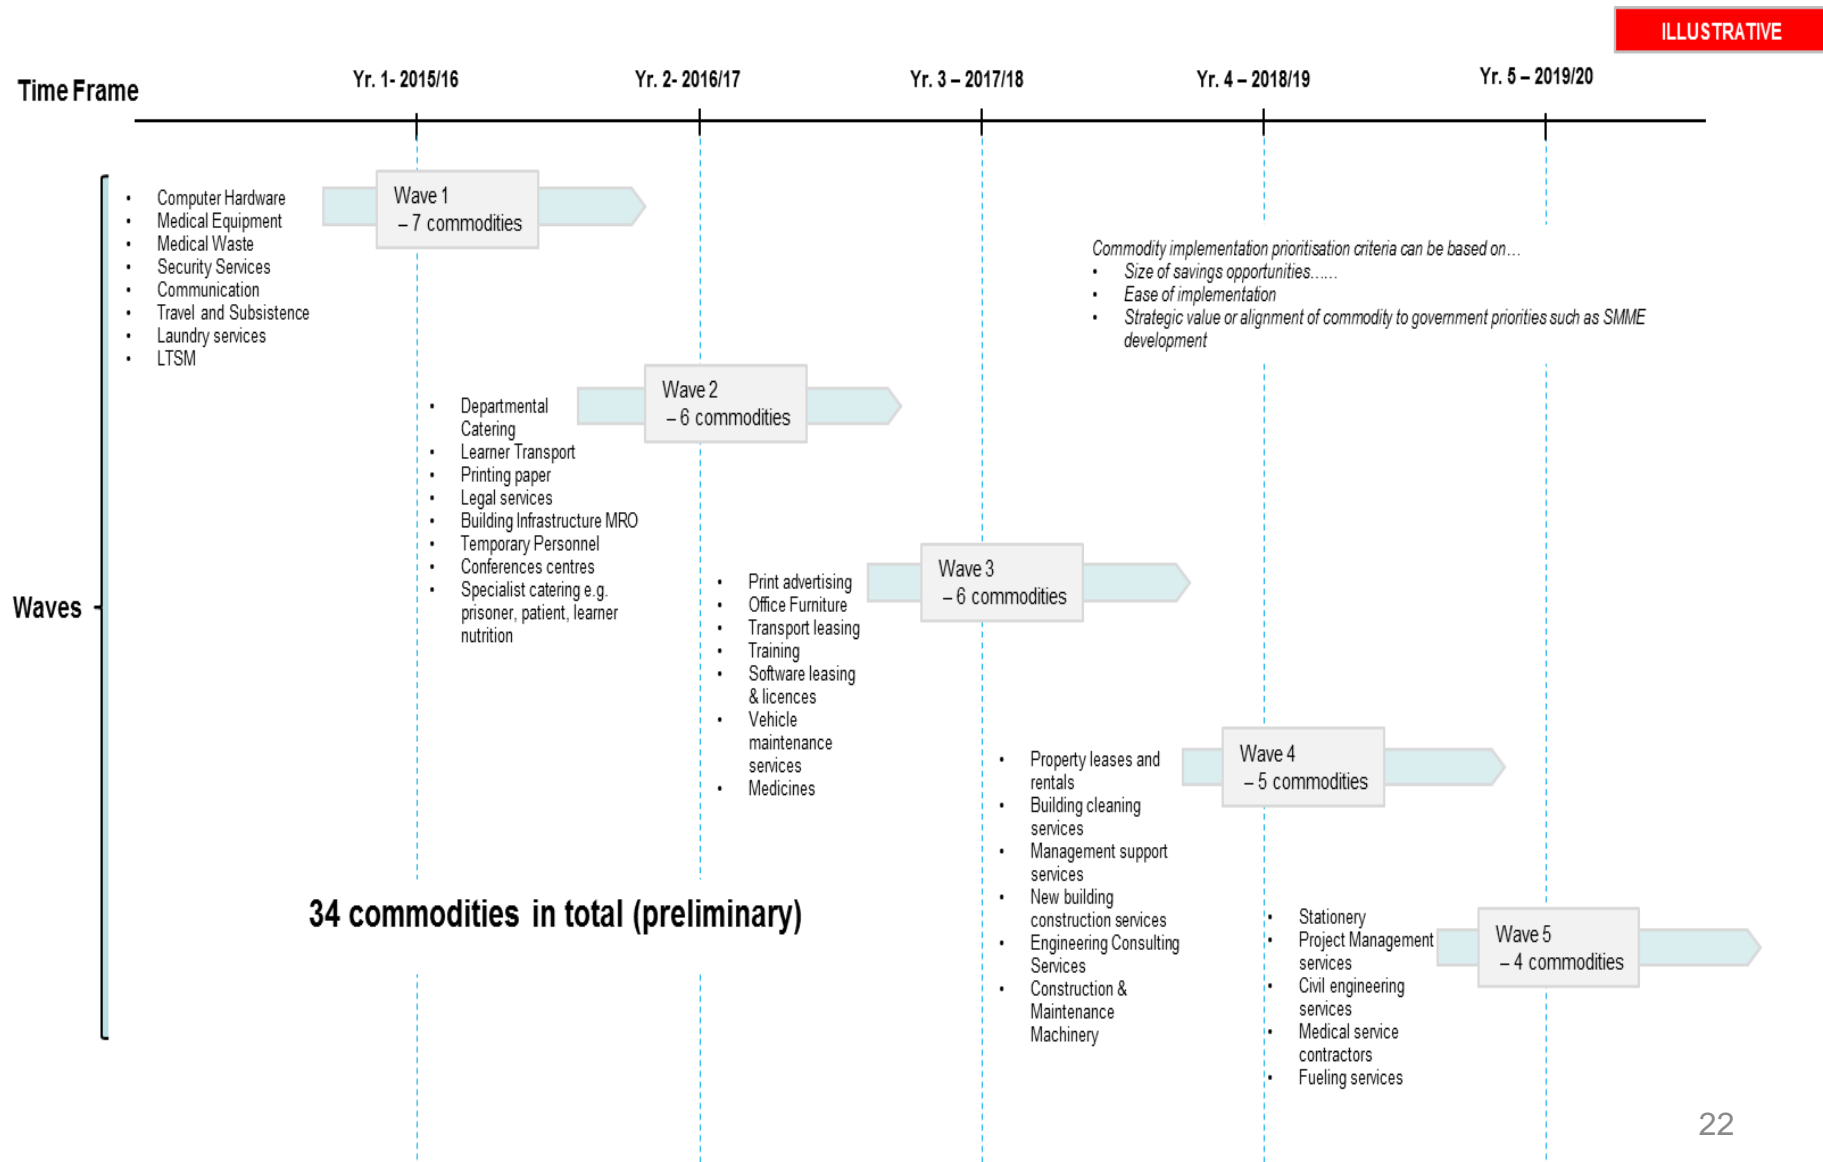 ILLUSTRATIVE
Time Frame
Yr. 1- 2015/16
Yr. 2- 2016/17
Yr. 3 – 2017/18
Yr. 4 – 2018/19
Yr. 5 – 2019/20
Waves
• Computer Hardware
• Medical Equipment
• Medical Waste
• Security Services
• Communication
• Travel and Subsistence
• Laundry services
• LTSM
Wave 1
– 7 commodities
Commodity implementation prioritisation criteria can be based on…
• Size of savings opportunities……
• Ease of implementation
• Strategic value or alignment of commodity to government priorities such as SMME
development
• Departmental
Catering
• Learner Transport
• Printing paper
• Legal services
• Building Infrastructure MRO
• Temporary Personnel
• Conferences centres
• Specialist catering e.g.
prisoner, patient, learner
nutrition
Wave 2
– 6 commodities
• Print advertising
• Office Furniture
• Transport leasing
• Training
• Software leasing
& licences
• Vehicle
maintenance
services
• Medicines
Wave 3
– 6 commodities
• Property leases and
rentals
• Building cleaning
services
• Management support
services
• New building
construction services
• Engineering Consulting
Services
• Construction &
Maintenance
Machinery
Wave 4
– 5 commodities
• Stationery
• Project Management
services
• Civil engineering
services
• Medical service
contractors
• Fueling services
Wave 5
– 4 commodities
34 commodities in total (preliminary)
22